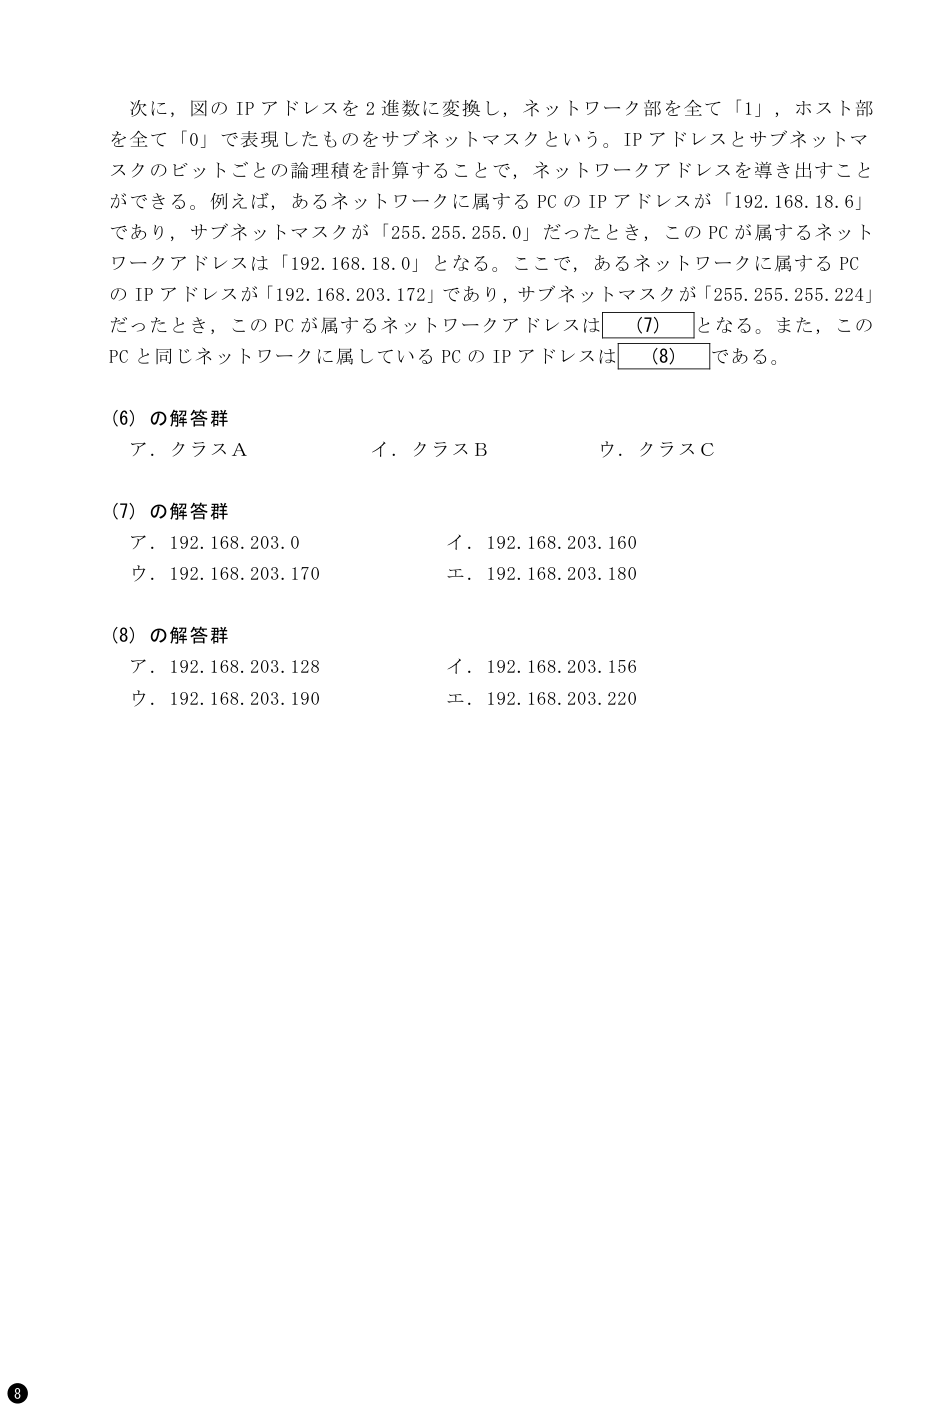 次に，図の IP アドレスを 2 進数に変換し，ネットワーク部を全て「1」，ホスト部
を全て「0」で表現したものをサブネットマスクという。IP アドレスとサブネットマ
スクのビットごとの論理積を計算することで，ネットワークアドレスを導き出すこと
ができる。例えば，あるネットワークに属する PC の IP アドレスが「192.168.18.6」
であり，サブネットマスクが「255.255.255.0」だったとき，この PC が属するネット
ワークアドレスは「192.168.18.0」となる。ここで，あるネットワークに属する PC
の IP アドレスが「192.168.203.172」であり，サブネットマスクが「255.255.255.224」
だったとき，この PC が属するネットワークアドレスは (7) となる。また，この
PC と同じネットワークに属している PC の IP アドレスは (8) である。
(6) の解答群
ア．クラスＡ イ．クラスＢ ウ．クラスＣ
(7) の解答群
ア．192.168.203.0 イ．192.168.203.160
ウ．192.168.203.170 エ．192.168.203.180
(8) の解答群
ア．192.168.203.128 イ．192.168.203.156
ウ．192.168.203.190 エ．192.168.203.220
8